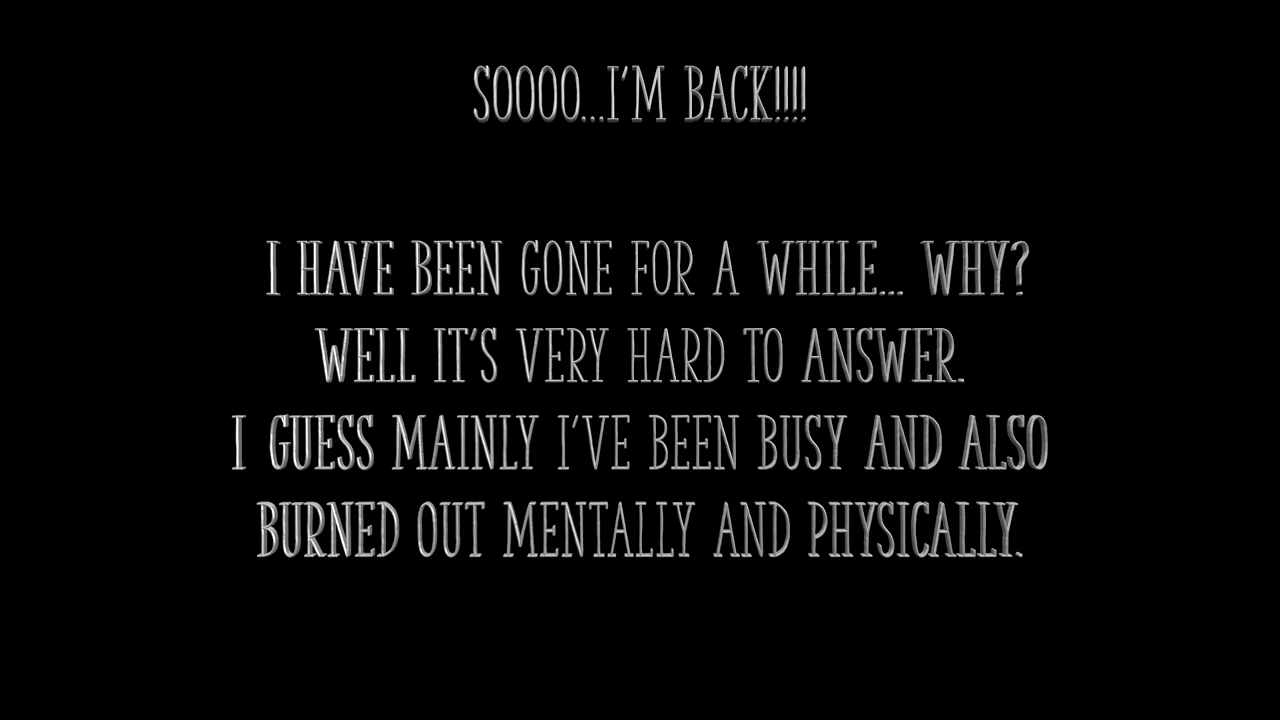 SOOOO...I'M BACK!!!!
I HAVE BEEN GONE FOR A WHILE... WHY?
WELL IT'S VERY HARD TO ANSWER.
I GUESS MAINLY I'VE BEEN BUSY AND ALSO
BURNED OUT MENTALLY AND PHYSICALLY.